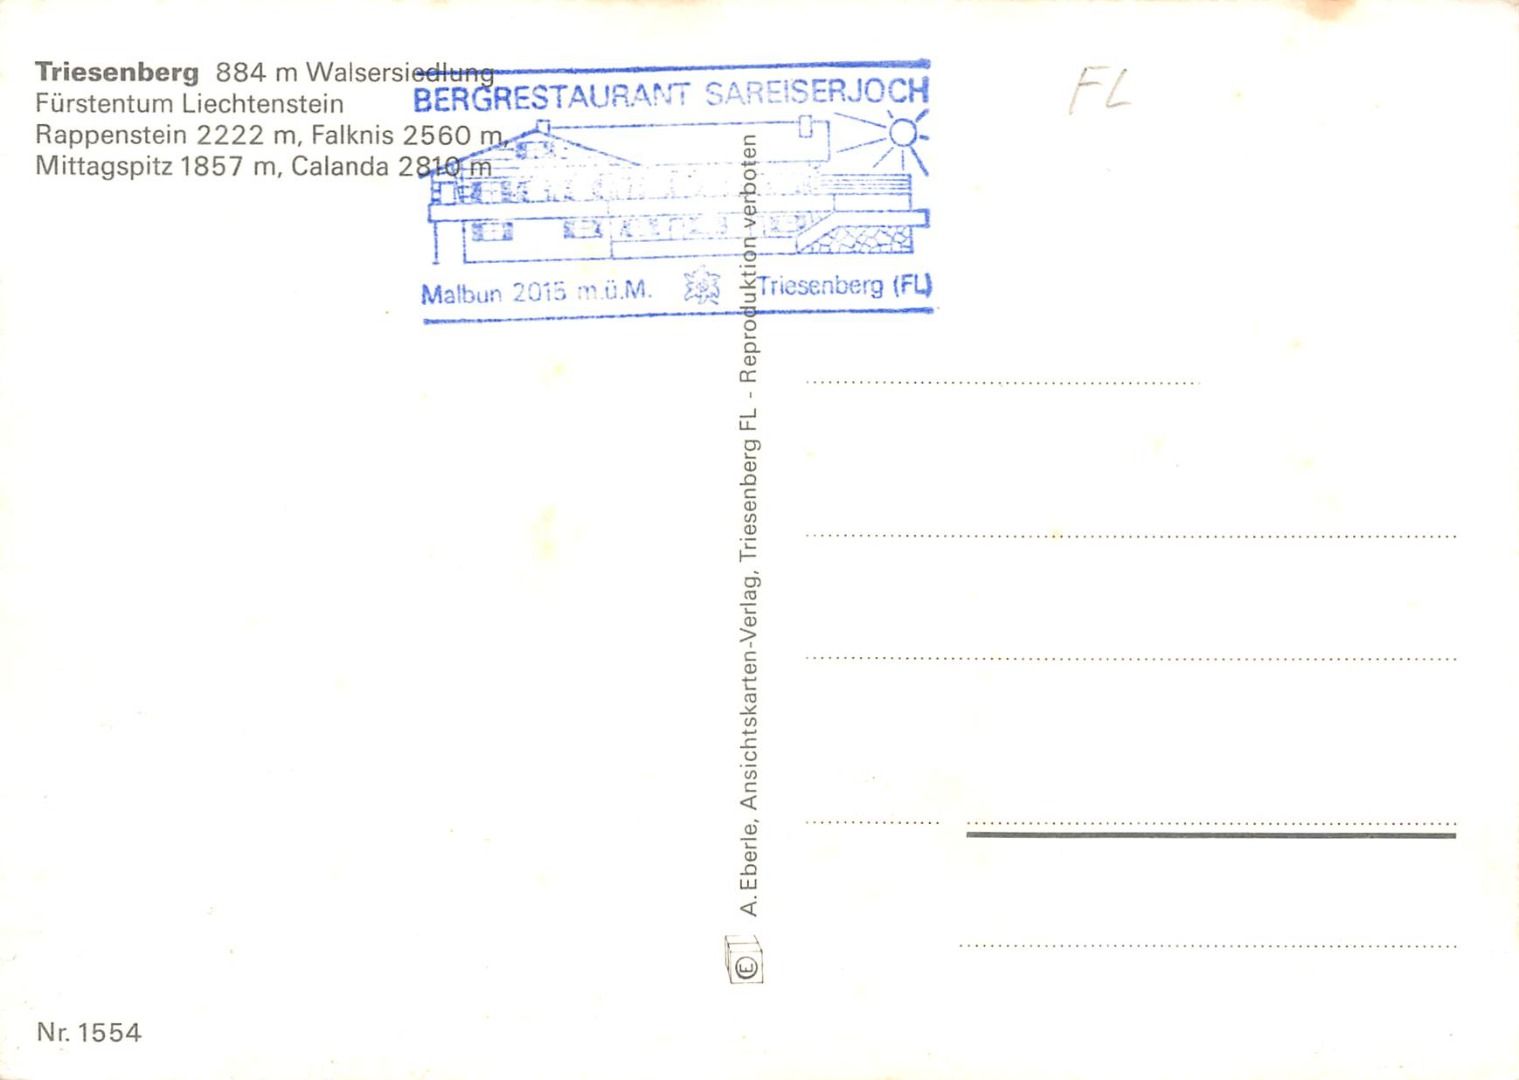 Triesenberg 884 m Walsersiedlung
Fürstentum Liechtenstein
Rappenstein 2222 m, Falknis 2560 m,
Mittagspitz 1857 m, Calanda 2810 m
BERGRESTAURANT SAREISERJOCH
Malbun 2015 m.ü.M. Triesenberg (FL)
FL
A. Eberle, Ansichtskarten-Verlag, Triesenberg FL - Reproduktion verboten
E
Nr. 1554